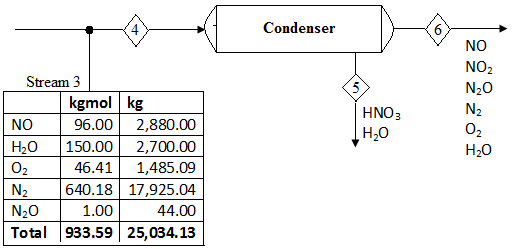 4
Condenser
6
NO
NO₂
N₂O
N₂
O₂
H₂O
5
HNO₃
H₂O
Stream 3
kgmol kg
NO 96.00 2,880.00
H₂O 150.00 2,700.00
O₂ 46.41 1,485.09
N₂ 640.18 17,925.04
N₂O 1.00 44.00
Total 933.59 25,034.13